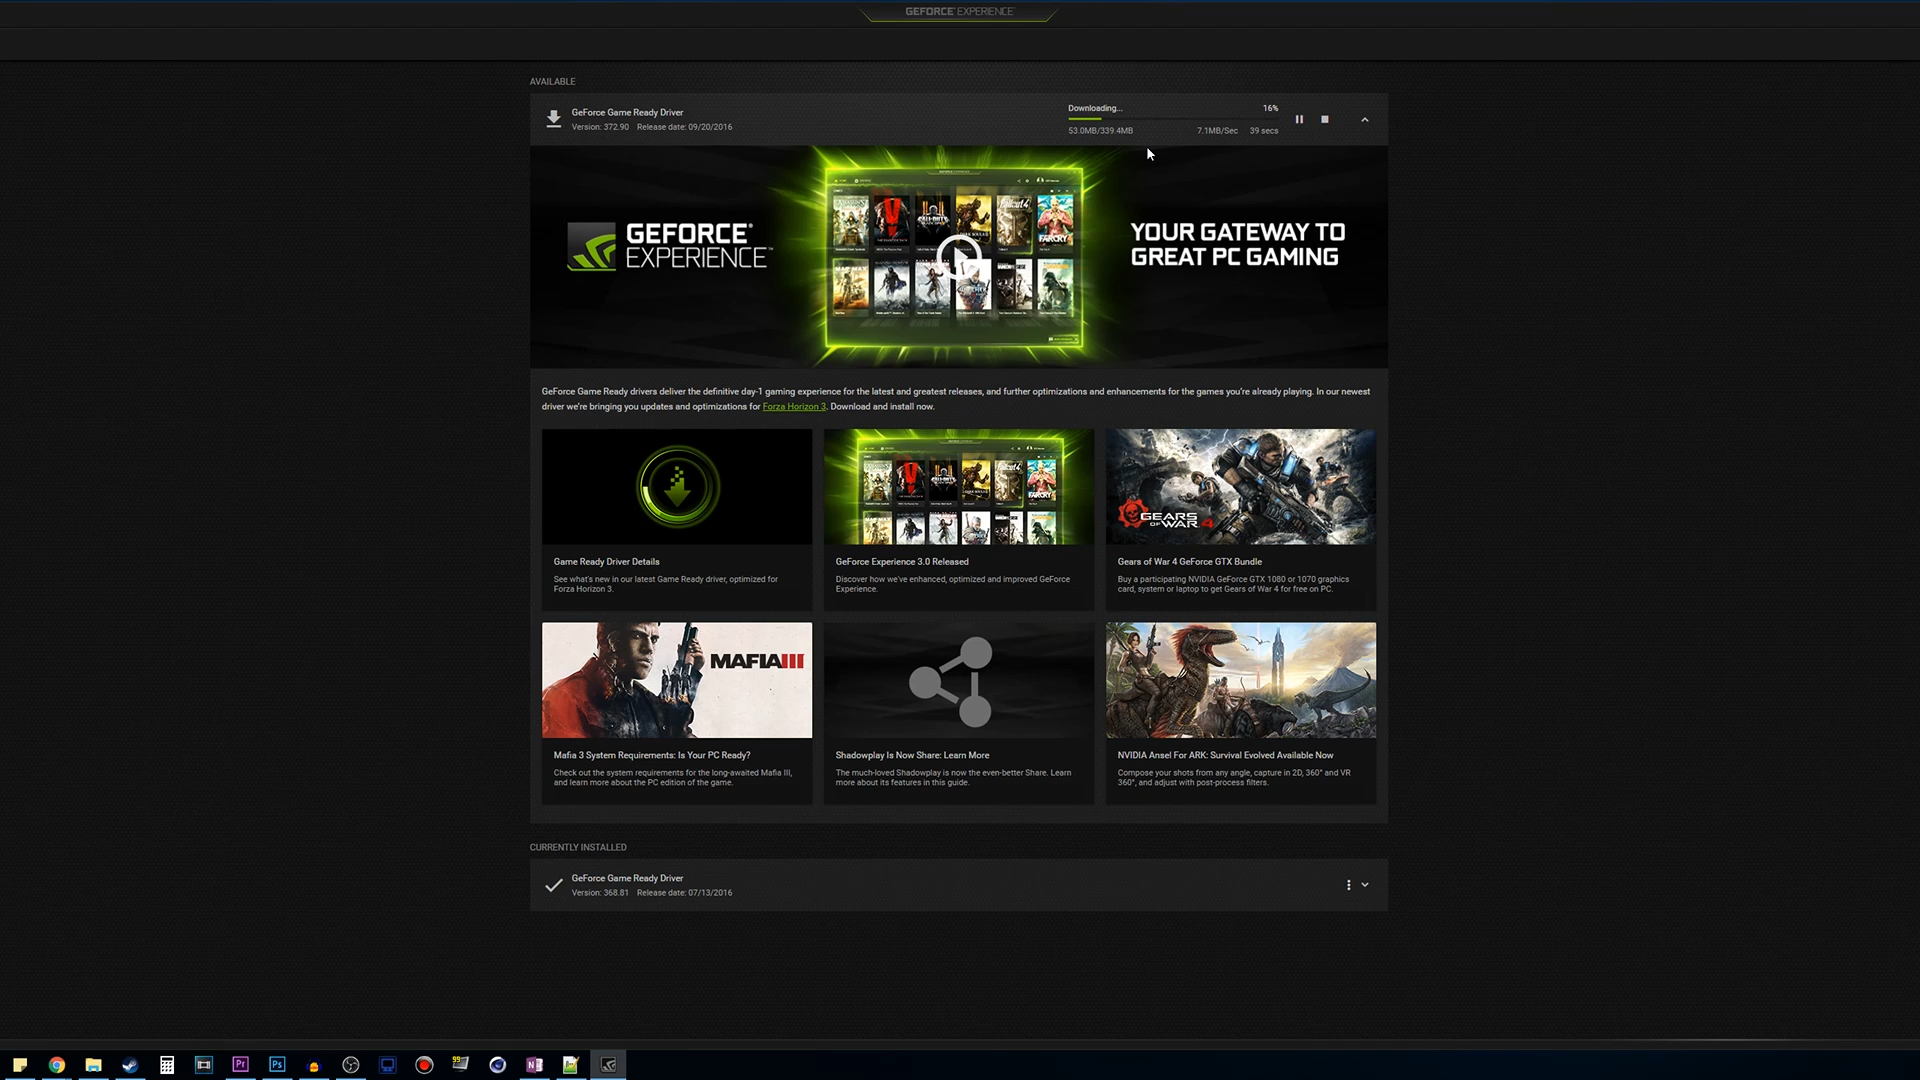 GEFORCE EXPERIENCE
AVAILABLE
GeForce Game Ready Driver
Version: 372.90 Release date: 09/20/2016
Downloading... 16%
53.0MB/339.4MB 7.1MB/Sec 39 secs
GEFORCE®
EXPERIENCE™
YOUR GATEWAY TO
GREAT PC GAMING
GeForce Game Ready drivers deliver the definitive day-1 gaming experience for the latest and greatest releases, and further optimizations and enhancements for the games you're already playing. In our newest
driver we're bringing you updates and optimizations for Forza Horizon 3. Download and install now.
GEARS
OF WAR 4
Game Ready Driver Details
See what's new in our latest Game Ready driver, optimized for
Forza Horizon 3.
GeForce Experience 3.0 Released
Discover how we've enhanced, optimized and improved GeForce
Experience.
Gears of War 4 GeForce GTX Bundle
Buy a participating NVIDIA GeForce GTX 1080 or 1070 graphics
card, system or laptop to get Gears of War 4 for free on PC.
MAFIA III
Mafia 3 System Requirements: Is Your PC Ready?
Check out the system requirements for the long-awaited Mafia III,
and learn more about the PC edition of the game.
Shadowplay Is Now Share: Learn More
The much-loved Shadowplay is now the even-better Share. Learn
more about its features in this guide.
NVIDIA Ansel For ARK: Survival Evolved Available Now
Compose your shots from any angle, capture in 2D, 360° and VR
360°, and adjust with post-process filters.
CURRENTLY INSTALLED
GeForce Game Ready Driver
Version: 368.81 Release date: 07/13/2016
Pr
Ps
99
N